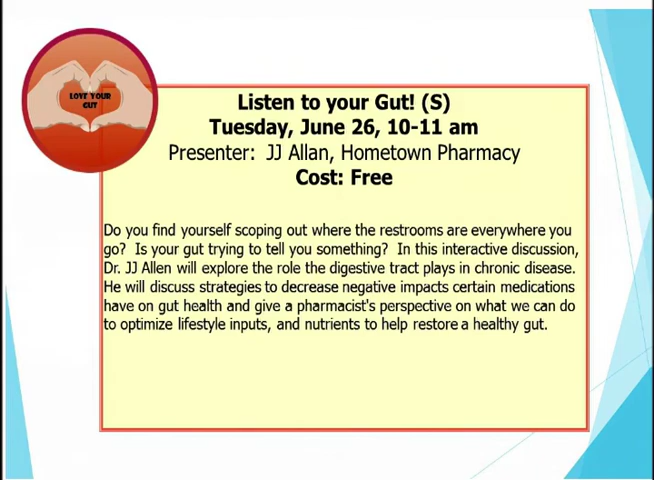 LOVE YOUR
GUT
Listen to your Gut! (S)
Tuesday, June 26, 10-11 am
Presenter:  JJ Allan, Hometown Pharmacy
Cost: Free
Do you find yourself scoping out where the restrooms are everywhere you
go?  Is your gut trying to tell you something?  In this interactive discussion,
Dr. JJ Allen will explore the role the digestive tract plays in chronic disease.
He will discuss strategies to decrease negative impacts certain medications
have on gut health and give a pharmacist's perspective on what we can do
to optimize lifestyle inputs, and nutrients to help restore a healthy gut.